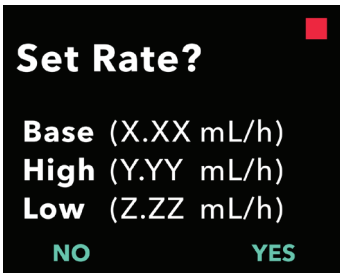 Set Rate?
Base (X.XX mL/h)
High (Y.YY mL/h)
Low (Z.ZZ mL/h)
NO YES